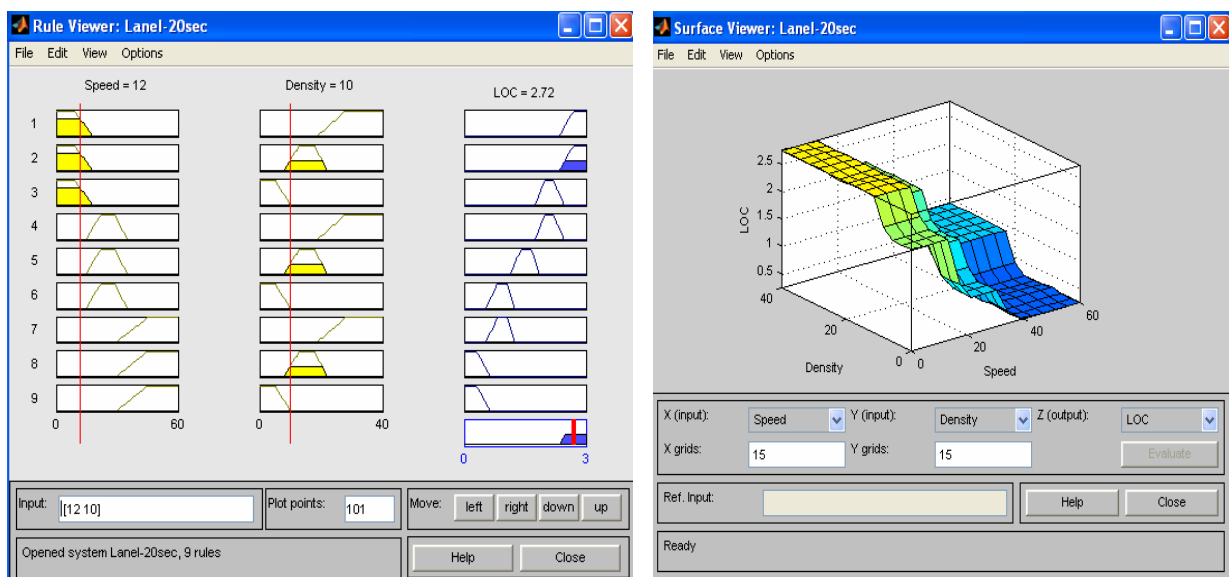 Rule Viewer: Lanel-20sec
File Edit View Options
Speed = 12
Density = 10
LOC = 2.72
1
2
3
4
5
6
7
8
9
0 60
0 40
0 3
Input: [12 10]
Plot points: 101
Move: left right down up
Opened system Lanel-20sec, 9 rules
Help Close
Surface Viewer: Lanel-20sec
File Edit View Options
2.5
2
1.5
1
0.5
LOC
40
20
0
Density
0
20
40
60
Speed
X (input): Speed Y (input): Density Z (output): LOC
X grids: 15 Y grids: 15 Evaluate
Ref. Input: Help Close
Ready